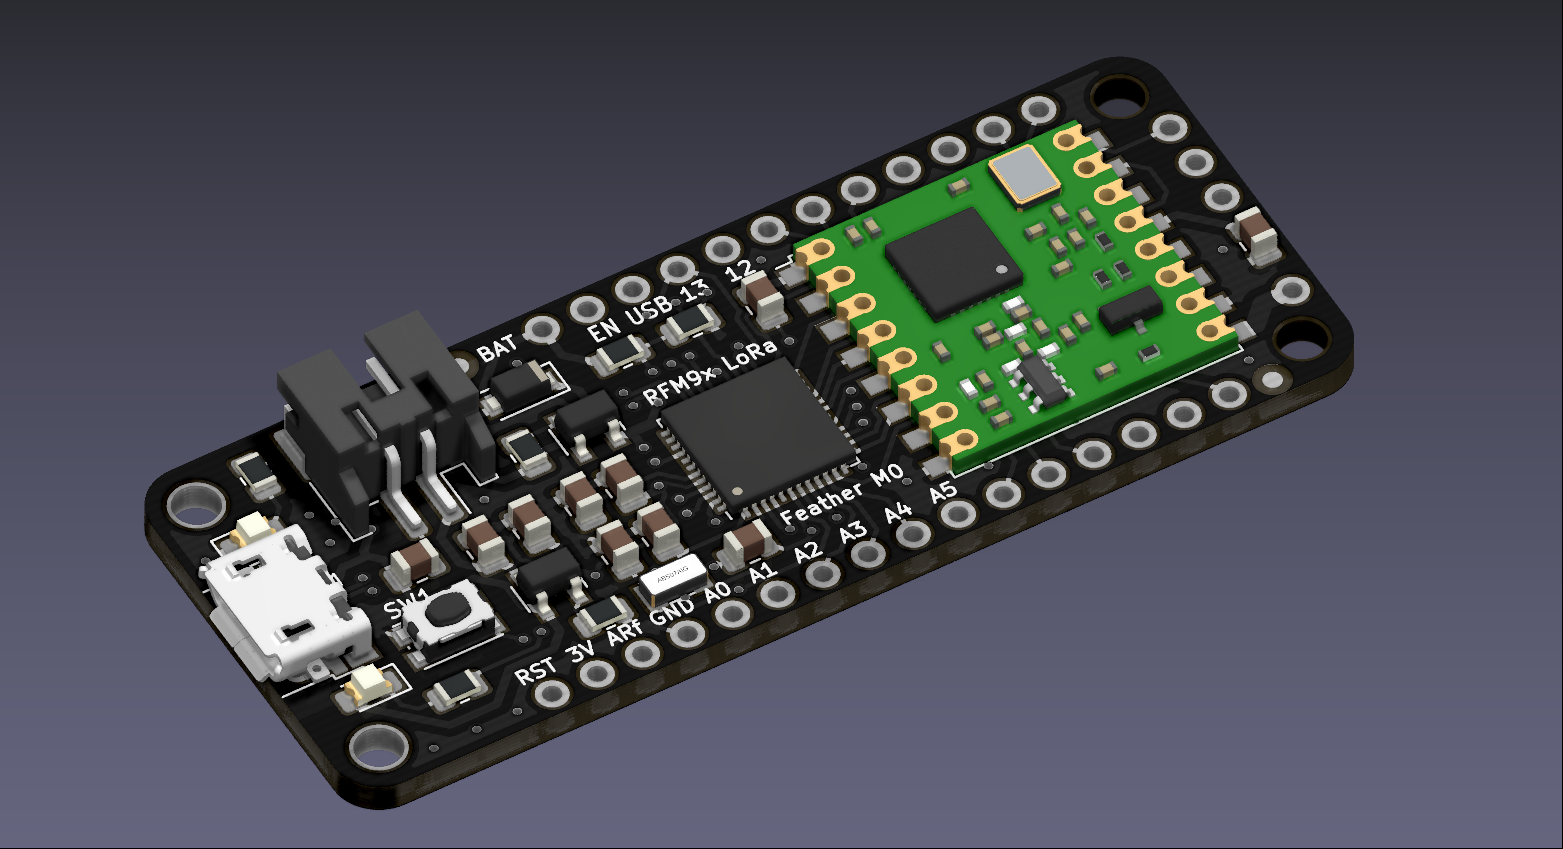 BAT
EN USB 13 12
RFM9x LoRa
Feather M0
SW1
RST 3V ARf GND A0 A1 A2 A3 A4 A5